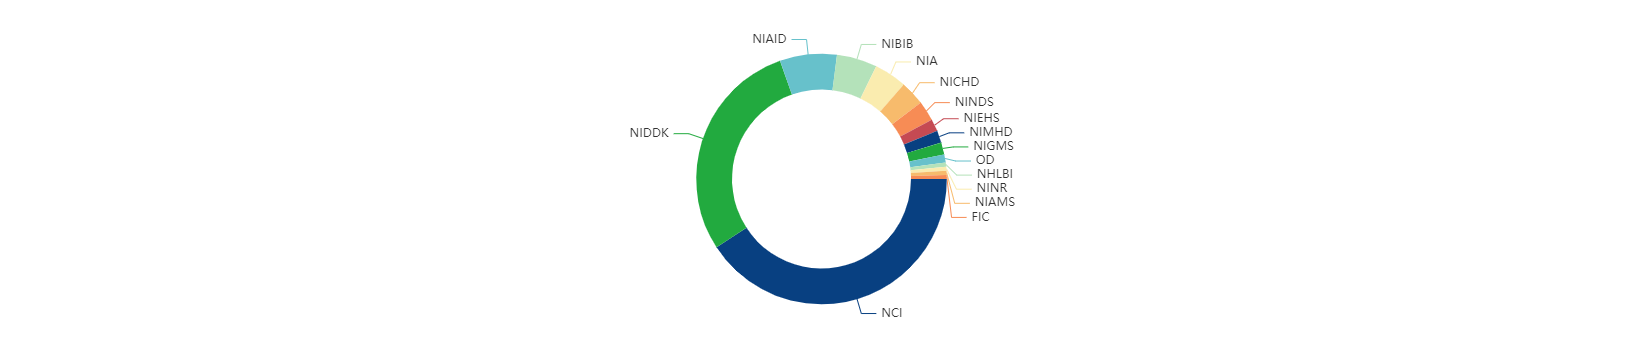 NIAID
NIBIB
NIA
NICHD
NINDS
NIEHS
NIMHD
NIDDK
NIGMS
OD
NHLBI
NINR
NIAMS
FIC
NCI